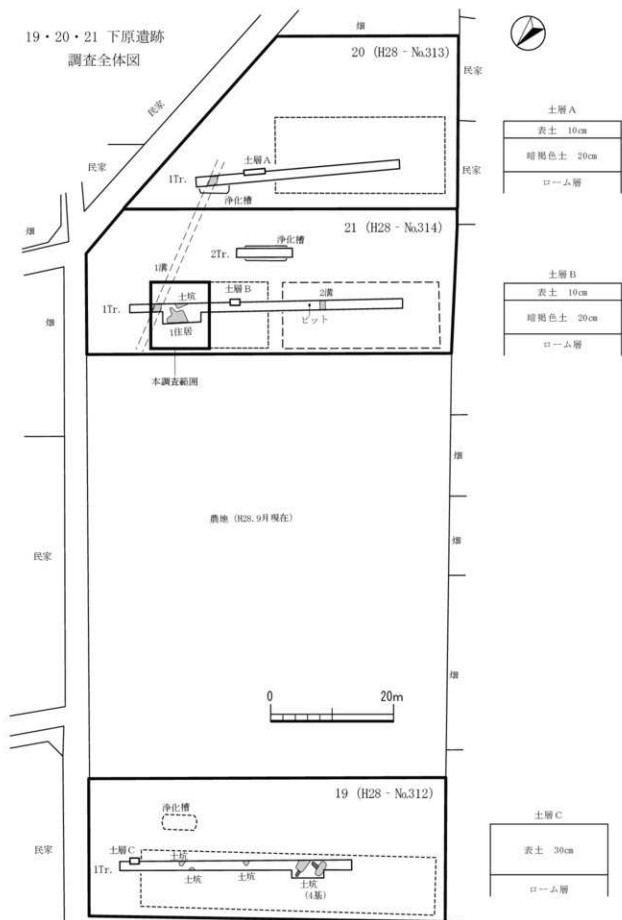 19・20・21 下原遺跡
調査全体図
畑
20 (H28‐No.313)
民家
民家
民家
民家
土層A
1Tr.
浄化槽
土層A
表土 10cm
暗褐色土 20cm
ローム層
畑
畑
21 (H28‐No.314)
浄化槽
2Tr.
1溝
土坑
土層B
2溝
1Tr.
1住居
ピット
本調査範囲
畑
土層B
表土 10cm
暗褐色土 20cm
ローム層
畑
農地 (H28.9月現在)
民家
畑
畑
0 20m
19 (H28‐No.312)
浄化槽
土層C
土坑
1Tr.
土坑
土坑
土坑
(4基)
民家
土層C
表土 30cm
ローム層